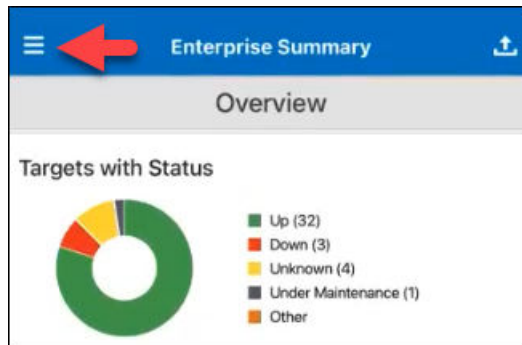 Enterprise Summary
Overview
Targets with Status
Up (32)
Down (3)
Unknown (4)
Under Maintenance (1)
Other